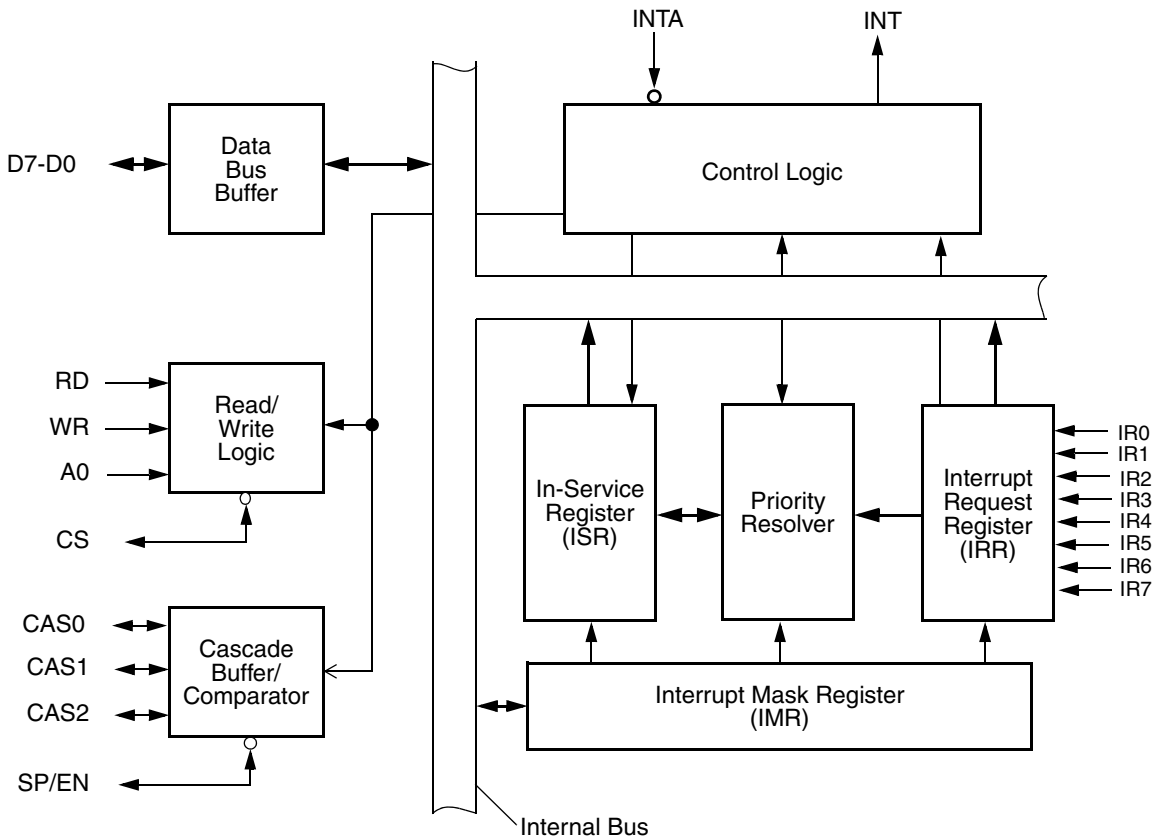 INTA
INT
D7-D0
Data
Bus
Buffer
Control Logic
RD
WR
A0
CS
Read/
Write
Logic
In-Service
Register
(ISR)
Priority
Resolver
Interrupt
Request
Register
(IRR)
IR0
IR1
IR2
IR3
IR4
IR5
IR6
IR7
CAS0
CAS1
CAS2
SP/EN
Cascade
Buffer/
Comparator
Interrupt Mask Register
(IMR)
Internal Bus